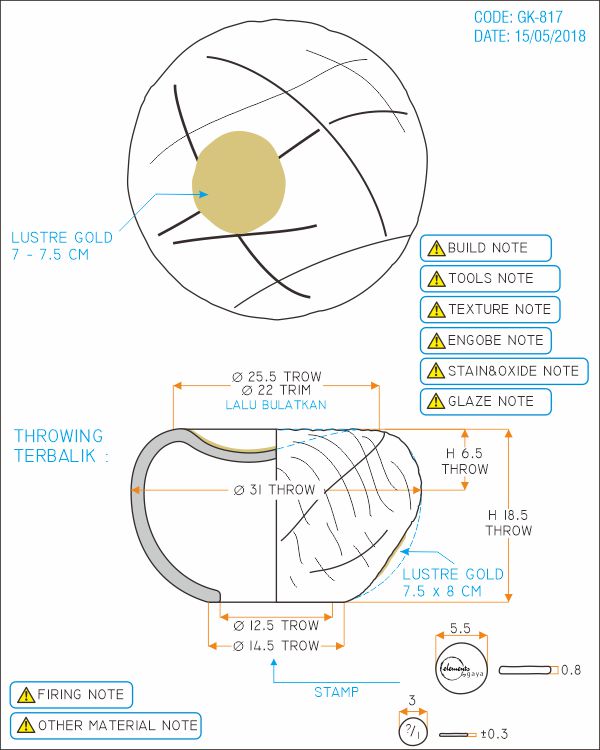 CODE: GK-817
DATE: 15/05/2018
LUSTRE GOLD
7 - 7.5 CM
BUILD NOTE
TOOLS NOTE
TEXTURE NOTE
ENGOBE NOTE
STAIN&OXIDE NOTE
GLAZE NOTE
Ø 25.5 TROW
Ø 22 TRIM
LALU BULATKAN
THROWING
TERBALIK :
H 6.5
THROW
Ø 31 THROW
H 18.5
THROW
LUSTRE GOLD
7.5 x 8 CM
Ø 12.5 TROW
Ø 14.5 TROW
STAMP
5.5
elements
by gaya
0.8
3
?/1
±0.3
FIRING NOTE
OTHER MATERIAL NOTE